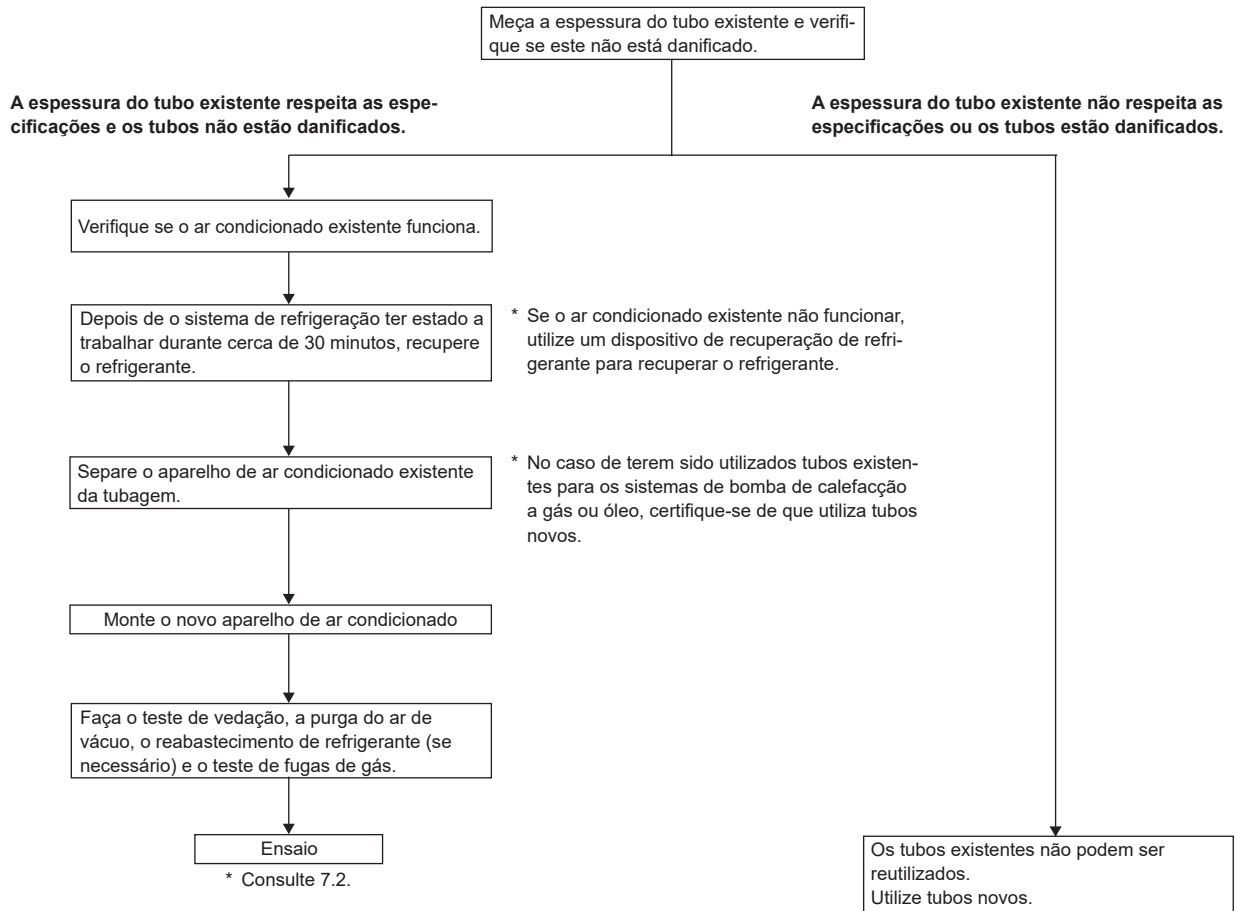 Meça a espessura do tubo existente e verifi-
que se este não está danificado.
A espessura do tubo existente respeita as espe-
cificações e os tubos não estão danificados.
A espessura do tubo existente não respeita as
especificações ou os tubos estão danificados.
Verifique se o ar condicionado existente funciona.
Depois de o sistema de refrigeração ter estado a
trabalhar durante cerca de 30 minutos, recupere
o refrigerante.
* Se o ar condicionado existente não funcionar,
utilize um dispositivo de recuperação de refri-
gerante para recuperar o refrigerante.
Separe o aparelho de ar condicionado existente
da tubagem.
* No caso de terem sido utilizados tubos existen-
tes para os sistemas de bomba de calefacção
a gás ou óleo, certifique-se de que utiliza tubos
novos.
Monte o novo aparelho de ar condicionado
Faça o teste de vedação, a purga do ar de
vácuo, o reabastecimento de refrigerante (se
necessário) e o teste de fugas de gás.
Ensaio
* Consulte 7.2.
Os tubos existentes não podem ser
reutilizados.
Utilize tubos novos.